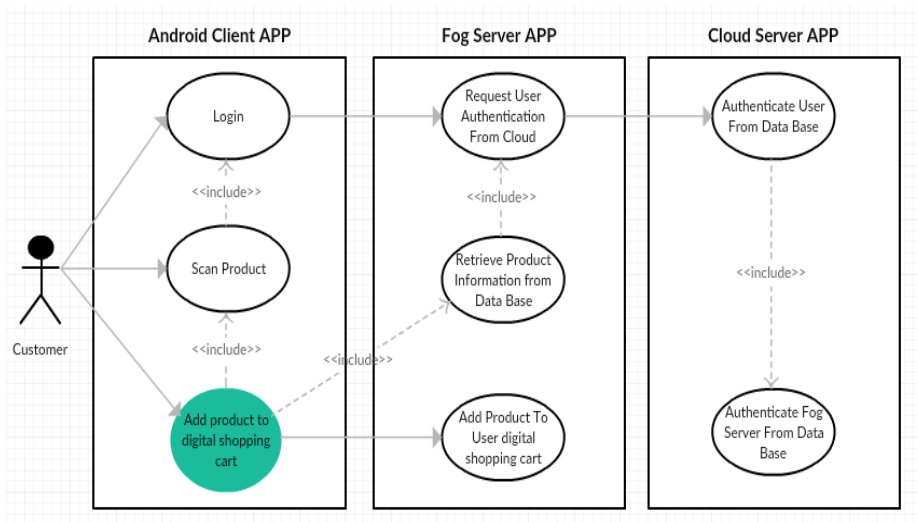 Android Client APP
Fog Server APP
Cloud Server APP
Login
Request User
Authentication
From Cloud
Authenticate User
From Data Base
<<include>>
<<include>>
Scan Product
Retrieve Product
Information from
Data Base
<<include>>
Customer
<<include>>
<<include>>
Add product to
digital shopping
cart
Add Product To
User digital
shopping cart
Authenticate Fog
Server From Data
Base